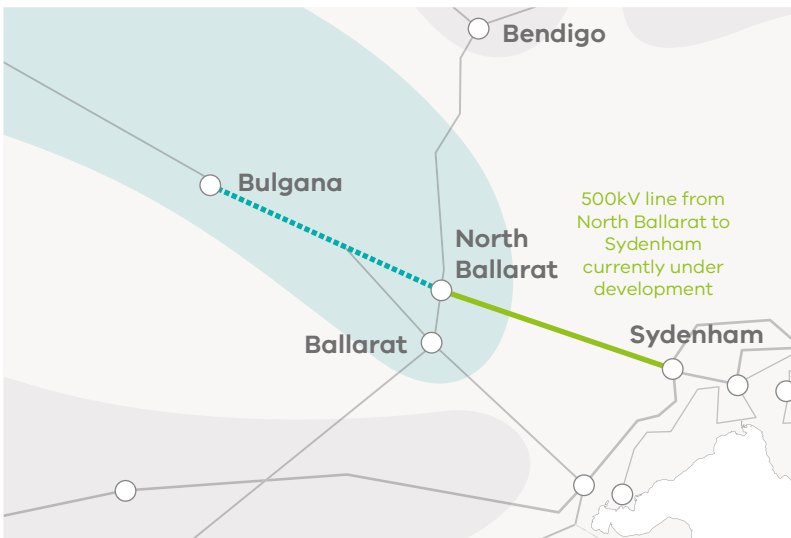 Bendigo
Bulgana
500kV line from
North Ballarat to
Sydenham
currently under
development
North
Ballarat
Sydenham
Ballarat